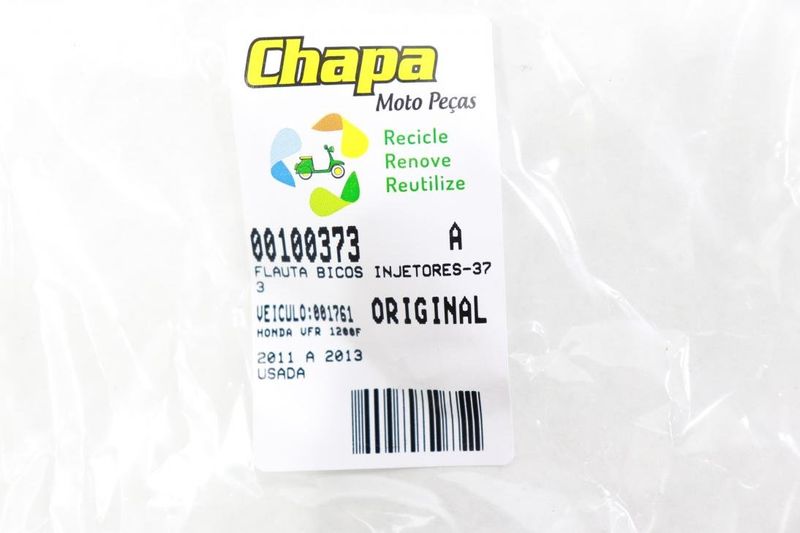 Chapa
Moto Peças
Recicle
Renove
Reutilize
00100373 A
FLAUTA BICOS INJETORES-37
3
VEICULO:001761 ORIGINAL
HONDA VFR 1200F
2011 A 2013
USADA